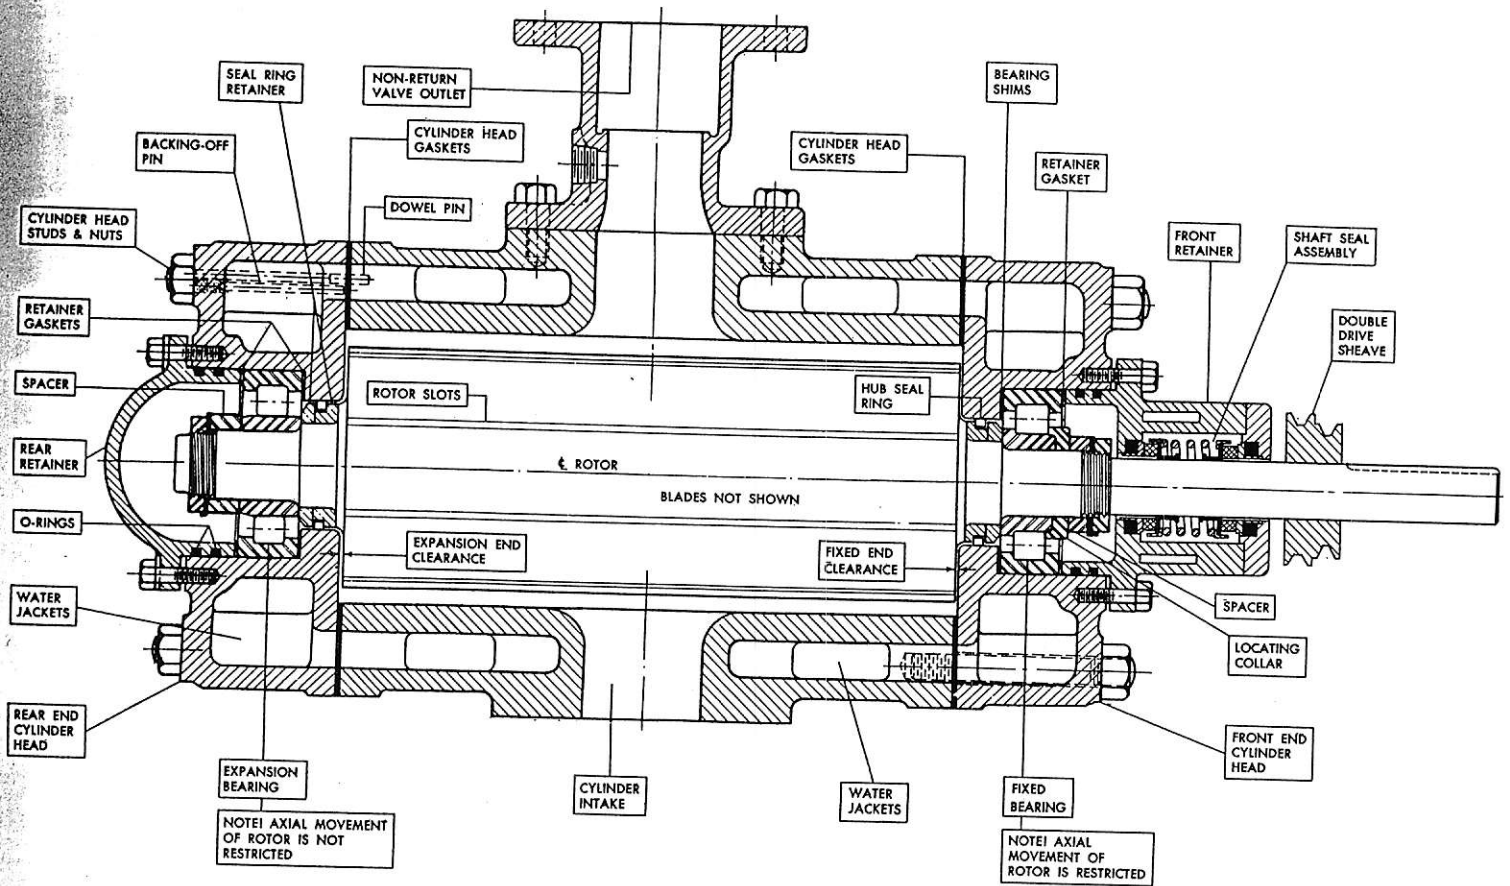 SEAL RING
RETAINER
NON-RETURN
VALVE OUTLET
BEARING
SHIMS
BACKING-OFF
PIN
CYLINDER HEAD
GASKETS
CYLINDER HEAD
GASKETS
RETAINER
GASKET
CYLINDER HEAD
STUDS & NUTS
DOWEL PIN
FRONT
RETAINER
SHAFT SEAL
ASSEMBLY
RETAINER
GASKETS
DOUBLE
DRIVE
SHEAVE
SPACER
ROTOR SLOTS
HUB SEAL
RING
REAR
RETAINER
℄ ROTOR
BLADES NOT SHOWN
O-RINGS
EXPANSION END
CLEARANCE
FIXED END
CLEARANCE
WATER
JACKETS
SPACER
LOCATING
COLLAR
REAR END
CYLINDER
HEAD
FRONT END
CYLINDER
HEAD
EXPANSION
BEARING
CYLINDER
INTAKE
WATER
JACKETS
FIXED
BEARING
NOTE! AXIAL MOVEMENT
OF ROTOR IS NOT
RESTRICTED
NOTE! AXIAL
MOVEMENT OF
ROTOR IS RESTRICTED